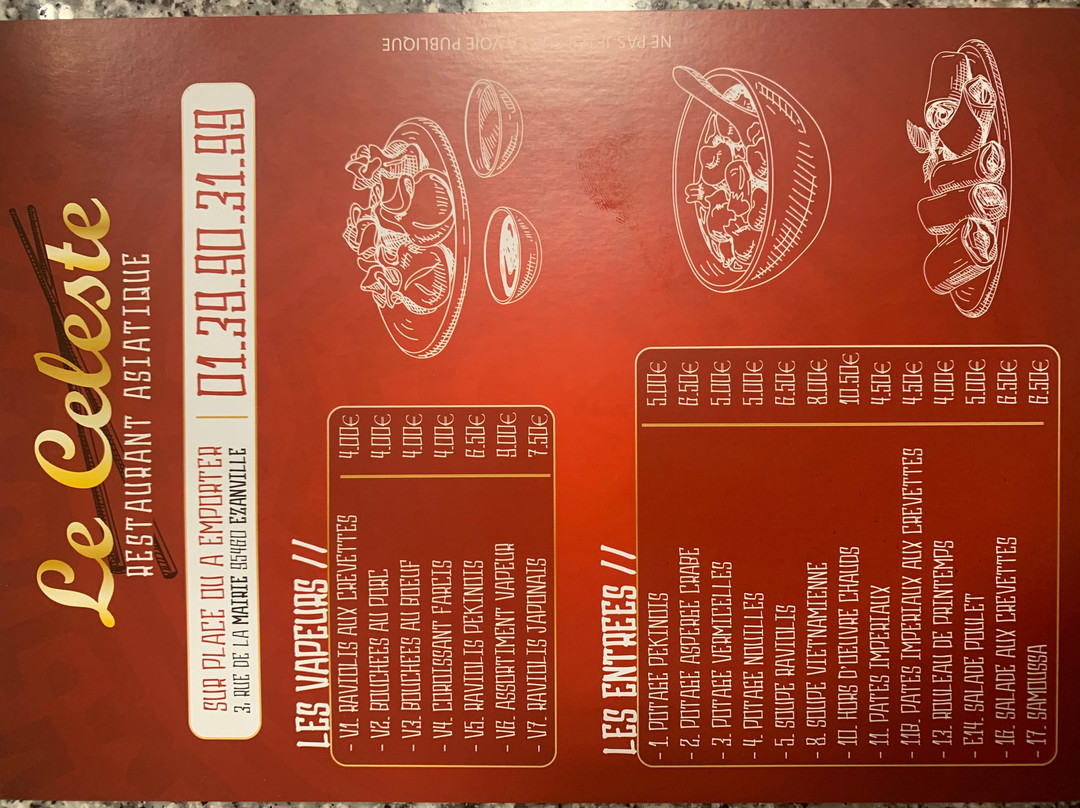 Le Celeste
RESTAURANT ASIATIQUE
SUR PLACE OU A EMPORTER
3, RUE DE LA MAIRIE 95460 EZANVILLE
01.39.90.31.99
LES VAPEURS //
- V1. RAVIOLIS AUX CREVETTES 4.00€
- V2. BOUCHEES AU PORC 4.00€
- V3. BOUCHEES AU BOEUF 4.00€
- V4. COROISSANT FARCIS 4.00€
- V5. RAVIOLIS PEKINOIS 6.50€
- V6. ASSORTIMENT VAPEUR 9.00€
- V7. RAVIOLIS JAPONAIS 7.50€
LES ENTREES //
- 1. POTAGE PEKINOIS 5.00€
- 2. POTAGE ASPERE CRABE 6.50€
- 3. POTAGE VERMICELLES 5.00€
- 4. POTAGE NOUILLES 5.00€
- 5. SOUPE RAVIOLIS 6.50€
- 8. SOUPE VIETNAMIENNE 8.00€
- 10. HORS D'OEUVRE CHAUDS 10.50€
- 11. PATES IMPERIAUX 4.50€
- PATES IMPERIAUX AUX CREVETTES 4.50€
- 13. ROULEAU DE PRINTEMPS 4.00€
- E14. SALADE POULET 5.00€
- 16. SALADE AUX CREVETTES 6.50€
- 17. SAMOUSSA 6.50€
NE PAS VOIE PUBLIQUE